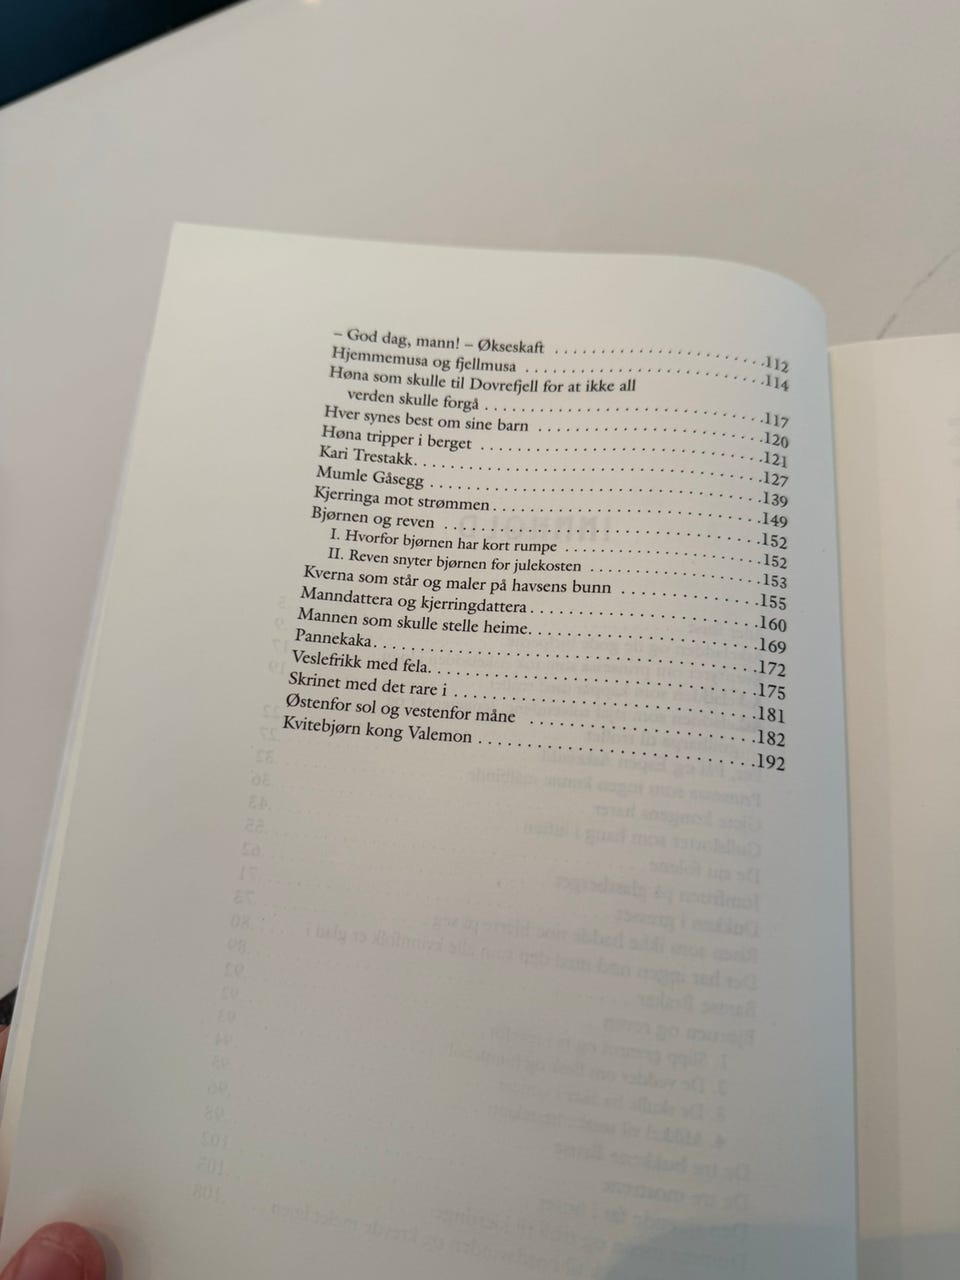 – God dag, mann! – Økseskaft . . . . . . . . . . . . . . . . . . . . . . .112
Hjemmemusa og fjellmusa . . . . . . . . . . . . . . . . . . . . . . . . . .114
Høna som skulle til Dovrefjell for at ikke all
verden skulle forgå . . . . . . . . . . . . . . . . . . . . . . . . . . . . .117
Hver synes best om sine barn . . . . . . . . . . . . . . . . . . . . . . .120
Høna tripper i berget . . . . . . . . . . . . . . . . . . . . . . . . . . . .121
Kari Trestakk. . . . . . . . . . . . . . . . . . . . . . . . . . . . . . . . . .127
Mumle Gåsegg . . . . . . . . . . . . . . . . . . . . . . . . . . . . . . . . .139
Kjerringa mot strømmen . . . . . . . . . . . . . . . . . . . . . . . . . . .149
Bjørnen og reven . . . . . . . . . . . . . . . . . . . . . . . . . . . . . . .152
I. Hvorfor bjørnen har kort rumpe . . . . . . . . . . . . . . . . . . . .152
II. Reven snyter bjørnen for julekosten . . . . . . . . . . . . . . . . .153
Kverna som står og maler på havsens bunn . . . . . . . . . . . . . .155
Manndattera og kjerringdattera . . . . . . . . . . . . . . . . . . . . . .160
Mannen som skulle stelle heime. . . . . . . . . . . . . . . . . . . . . .169
Pannekaka. . . . . . . . . . . . . . . . . . . . . . . . . . . . . . . . . . . .172
Veslefrikk med fela. . . . . . . . . . . . . . . . . . . . . . . . . . . . . .175
Skrinet med det rare i . . . . . . . . . . . . . . . . . . . . . . . . . . . .181
Østenfor sol og vestenfor måne . . . . . . . . . . . . . . . . . . . . . .182
Kvitebjørn kong Valemon . . . . . . . . . . . . . . . . . . . . . . . . . .192